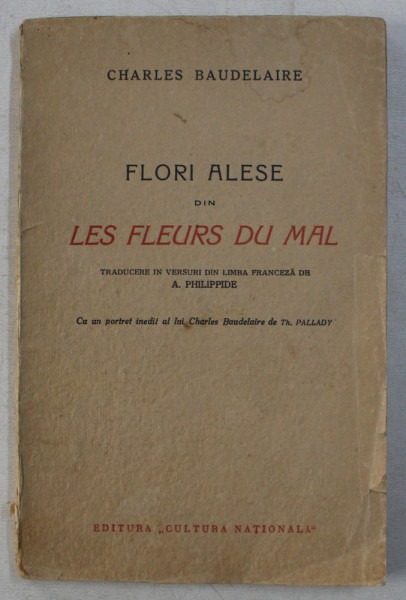 CHARLES BAUDELAIRE
FLORI ALESE
DIN
LES FLEURS DU MAL
TRADUCERE IN VERSURI DIN LIMBA FRANCEZĂ DE
A. PHILIPPIDE
Cu un portret inedit al lui Charles Baudelaire de Th. PALLADY
EDITURA „CULTURA NAȚIONALĂ“